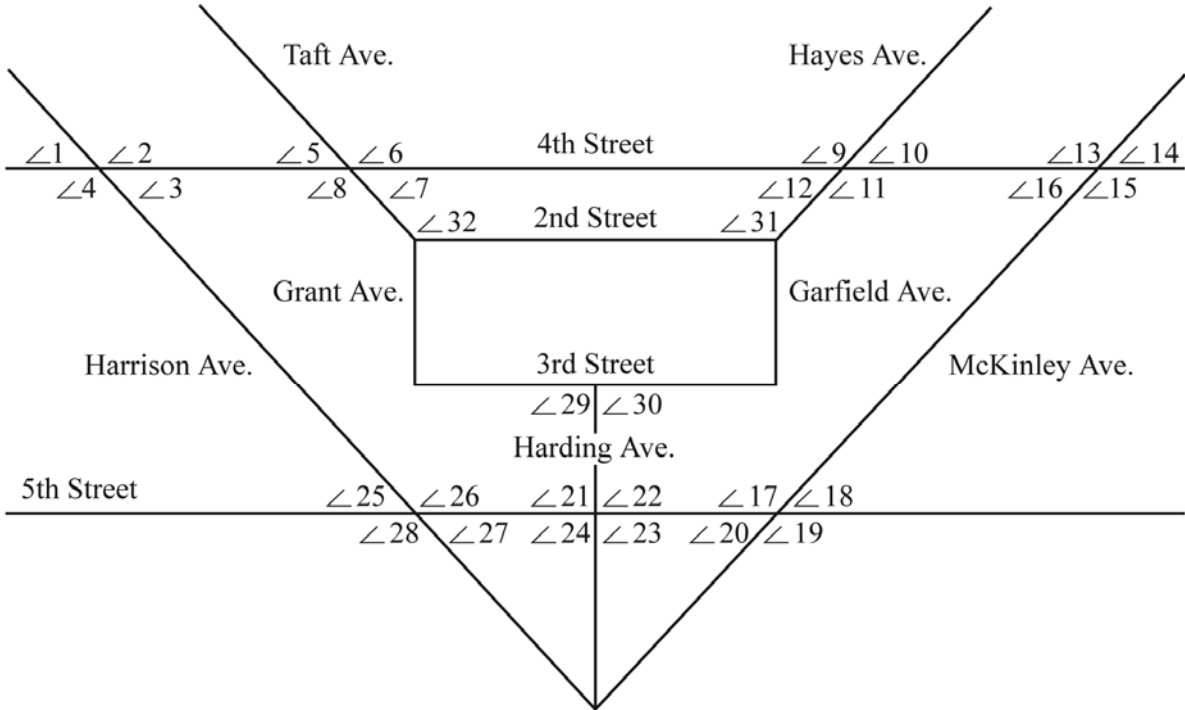 Taft Ave. Hayes Ave.
∠1 ∠2 ∠5 ∠6 4th Street ∠9 ∠10 ∠13 ∠14
∠4 ∠3 ∠8 ∠7 ∠12 ∠11 ∠16 ∠15
∠32 2nd Street ∠31
Grant Ave. Garfield Ave.
Harrison Ave. 3rd Street McKinley Ave.
∠29 ∠30
Harding Ave.
5th Street ∠25 ∠26 ∠21 ∠22 ∠17 ∠18
∠28 ∠27 ∠24 ∠23 ∠20 ∠19